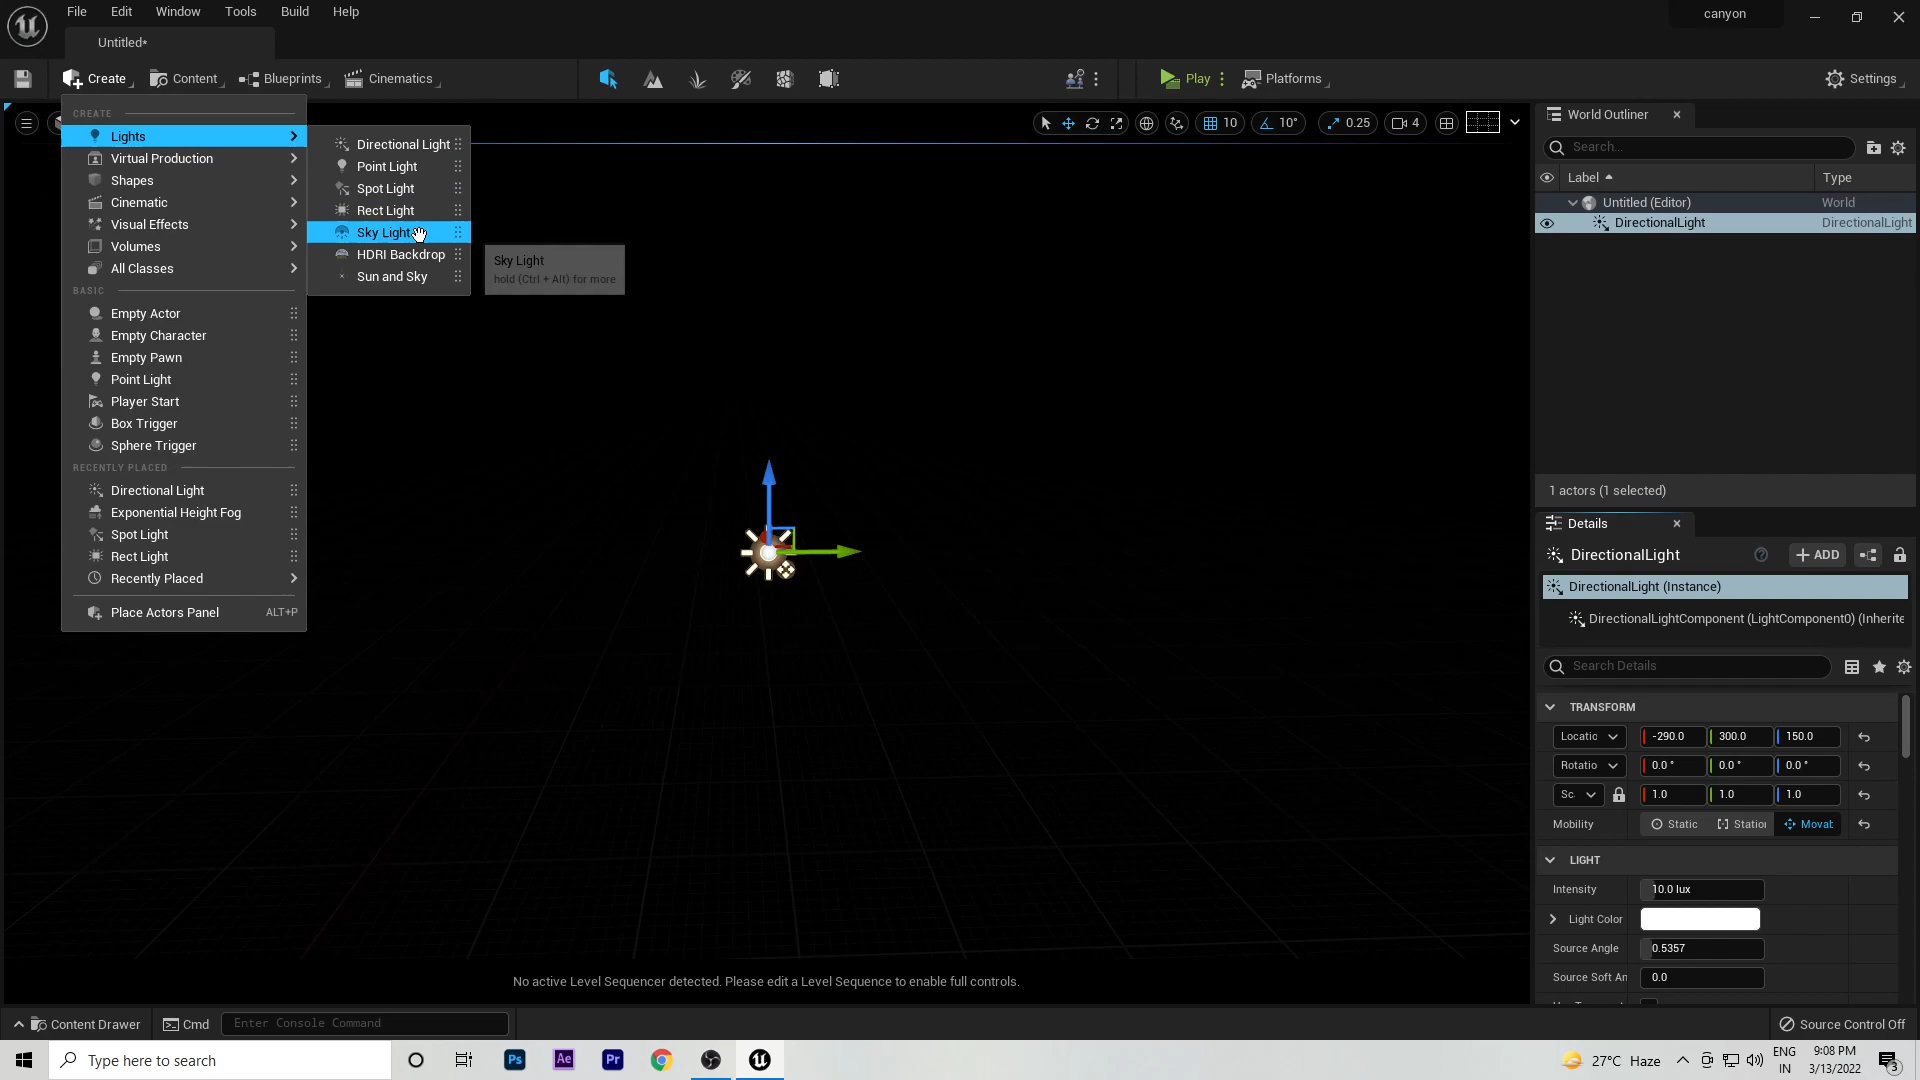 File Edit Window Tools Build Help
canyon
Untitled*
Create Content Blueprints Cinematics Play Platforms Settings
CREATE
Lights
Virtual Production
Shapes
Cinematic
Visual Effects
Volumes
All Classes
BASIC
Empty Actor
Empty Character
Empty Pawn
Point Light
Player Start
Box Trigger
Sphere Trigger
RECENTLY PLACED
Directional Light
Exponential Height Fog
Spot Light
Rect Light
Recently Placed
Place Actors Panel ALT+P
Directional Light
Point Light
Spot Light
Rect Light
Sky Light
HDRI Backdrop
Sun and Sky
Sky Light
hold (Ctrl + Alt) for more
10 10° 0.25 4
No active Level Sequencer detected. Please edit a Level Sequence to enable full controls.
World Outliner
Search...
Label Type
Untitled (Editor) World
DirectionalLight DirectionalLight
1 actors (1 selected)
Details
DirectionalLight ADD
DirectionalLight (Instance)
DirectionalLightComponent (LightComponent0) (Inherite
Search Details
TRANSFORM
Locatic -290.0 300.0 150.0
Rotatio 0.0 ° 0.0 ° 0.0 °
Sc 1.0 1.0 1.0
Mobility Static Station Movat
LIGHT
Intensity 10.0 lux
Light Color
Source Angle 0.5357
Source Soft An 0.0
Content Drawer Cmd Enter Console Command Source Control Off
Type here to search
Ps Ae Pr
27°C Haze
ENG
IN
9:08 PM
3/13/2022
3